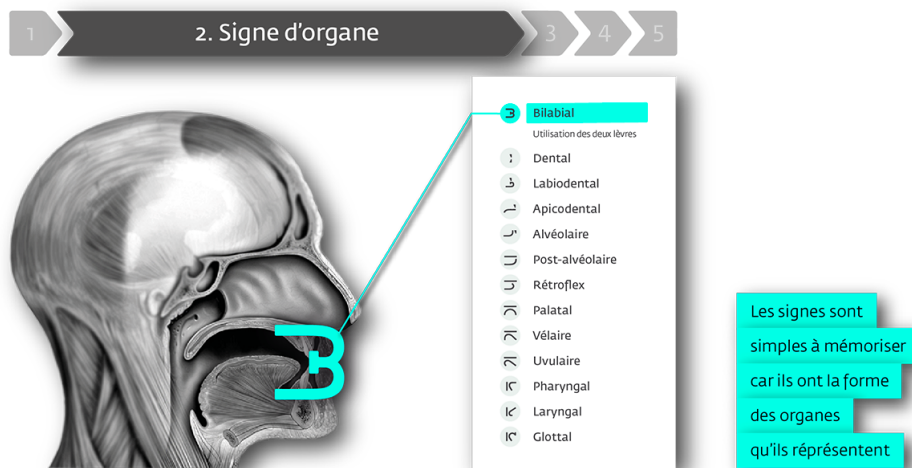 1
2. Signe d'organe
3
4
5
Bilabial
Utilisation des deux lèvres
Dental
Labiodental
Apicodental
Alvéolaire
Post-alvéolaire
Rétroflex
Palatal
Vélaire
Uvulaire
Pharyngal
Laryngal
Glottal
Les signes sont
simples à mémoriser
car ils ont la forme
des organes
qu'ils réprésentent